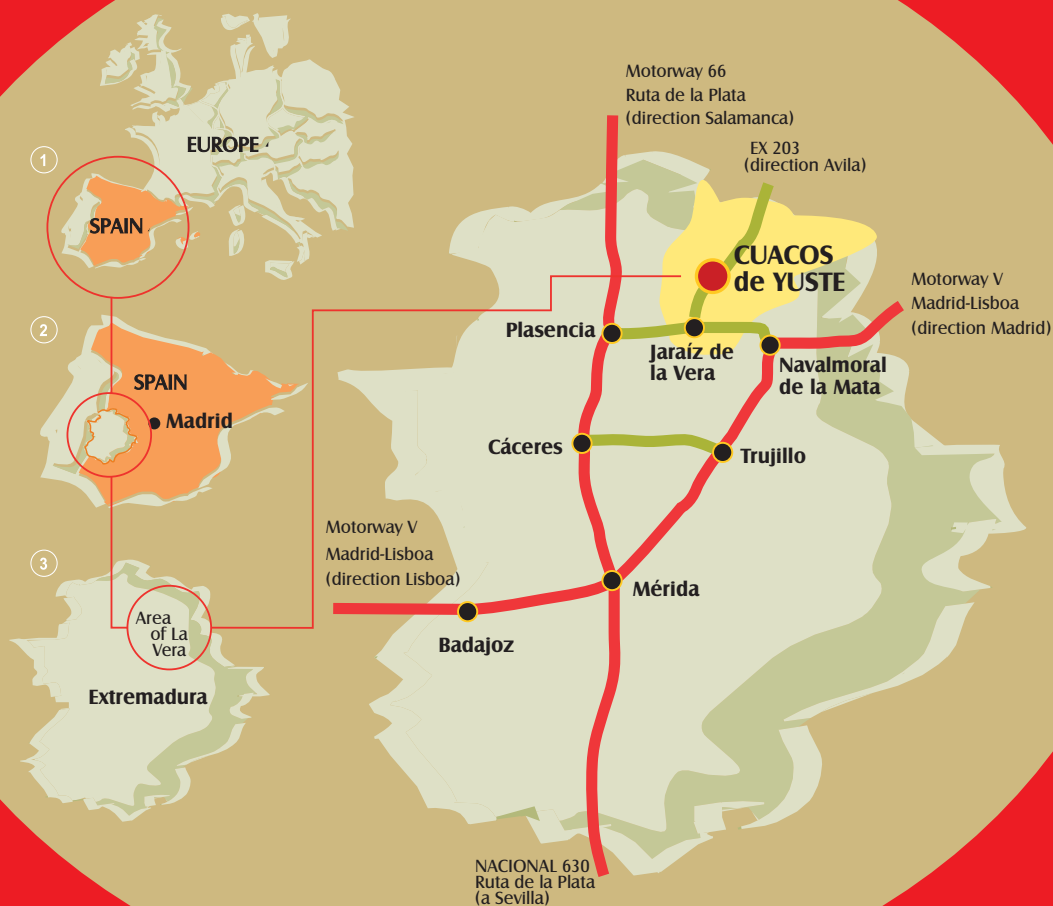 1
EUROPE
SPAIN
2
SPAIN
Madrid
3
Area
of La
Vera
Extremadura
Motorway 66
Ruta de la Plata
(direction Salamanca)
EX 203
(direction Avila)
CUACOS
de YUSTE
Motorway V
Madrid-Lisboa
(direction Madrid)
Plasencia
Jaraíz de
la Vera
Navalmoral
de la Mata
Cáceres
Trujillo
Motorway V
Madrid-Lisboa
(direction Lisboa)
Mérida
Badajoz
NACIONAL 630
Ruta de la Plata
(a Sevilla)